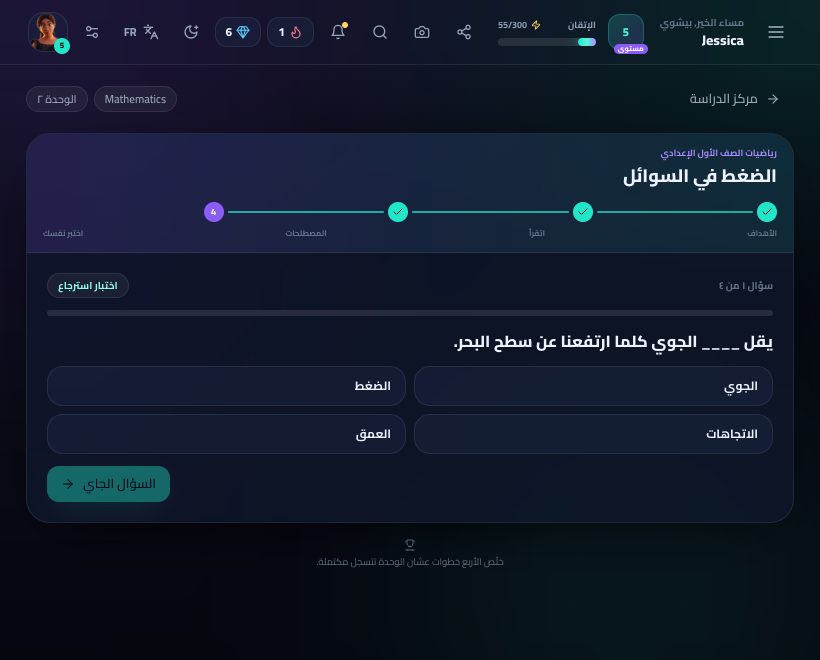 مساء الخير, بيشوي
Jessica
5
مستوى
الإتقان
55/300
1
6
FR
5
مركز الدراسة
Mathematics
الوحدة ٢
رياضيات الصف الأول الإعدادي
الضغط في السوائل
4
الأهداف
اتقرأ
المصطلحات
اختبر نفسك
سؤال ١ من ٤
اختبار استرجاع
يقل ____ الجوي كلما ارتفعنا عن سطح البحر.
الجوي
الضغط
الاتجاهات
العمق
السؤال الجاي
خلّص الأربع خطوات عشان الوحدة تتسجل مكتملة.